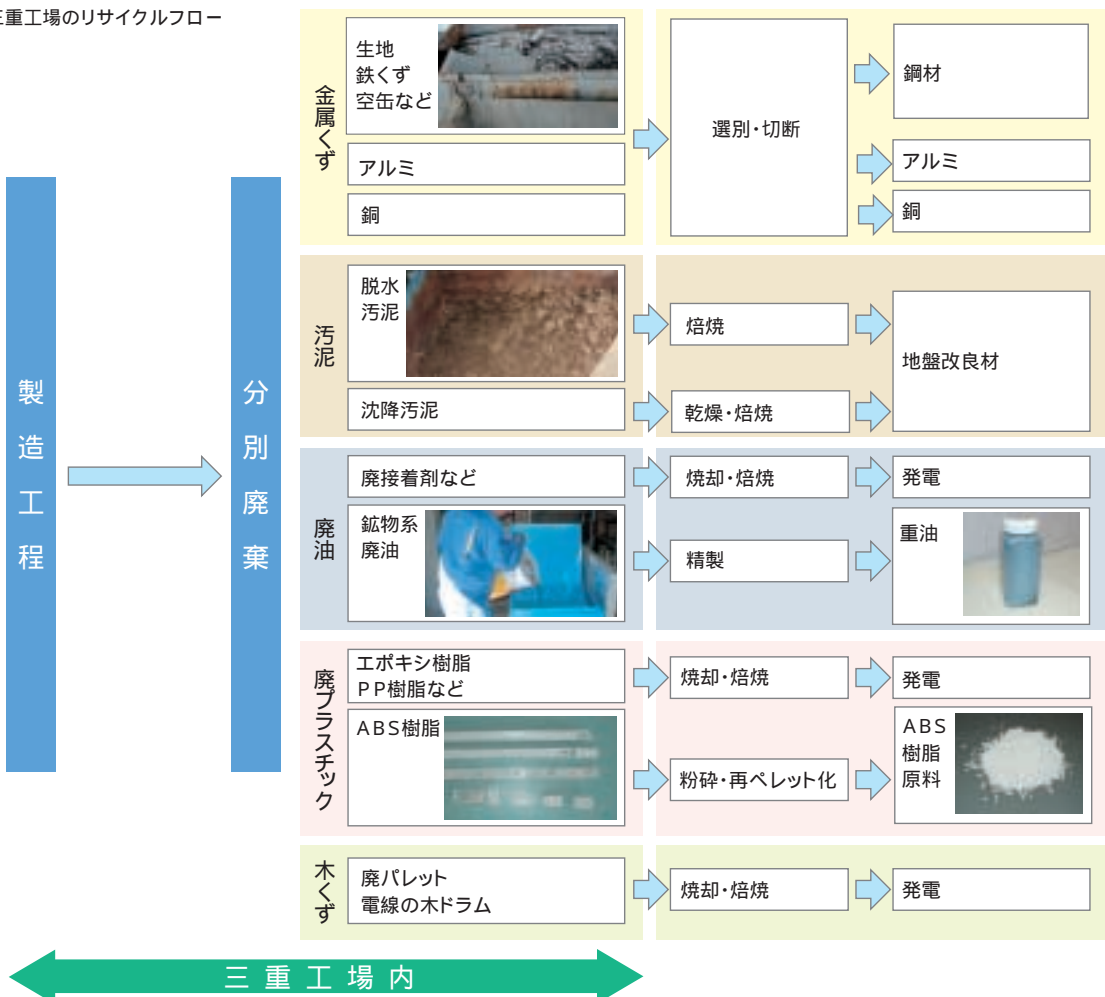 三重工場のリサイクルフロー
製造工程
分別廃棄
金属くず
生地
鉄くず
空缶など
アルミ
銅
選別・切断
鋼材
アルミ
銅
汚泥
脱水
汚泥
沈降汚泥
焙焼
乾燥・焙焼
地盤改良材
廃油
廃接着剤など
鉱物系
廃油
焼却・焙焼
精製
発電
重油
廃プラスチック
エポキシ樹脂
PP樹脂など
ABS樹脂
焼却・焙焼
粉砕・再ペレット化
発電
ABS
樹脂
原料
木くず
廃パレット
電線の木ドラム
焼却・焙焼
発電
三重工場内